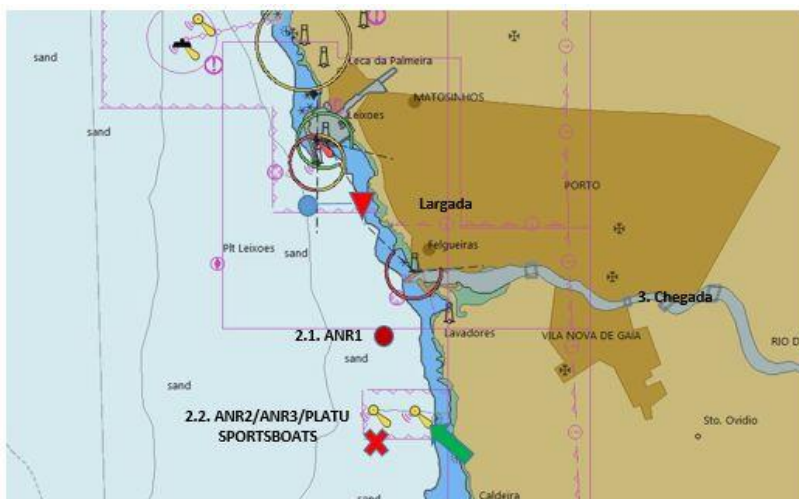 sand
Leca da Palmeira
sand
MATOSINHOS
Leixoes
sand
PORTO
Largada
Plt Leixoes
sand
Felgueiras
3. Chegada
2.1. ANR1
Lavadores
VILA NOVA DE GAIA
RIO D
sand
sand
2.2. ANR2/ANR3/PLATU
SPORTSBOATS
Sto. Ovidio
sand
Caldeira